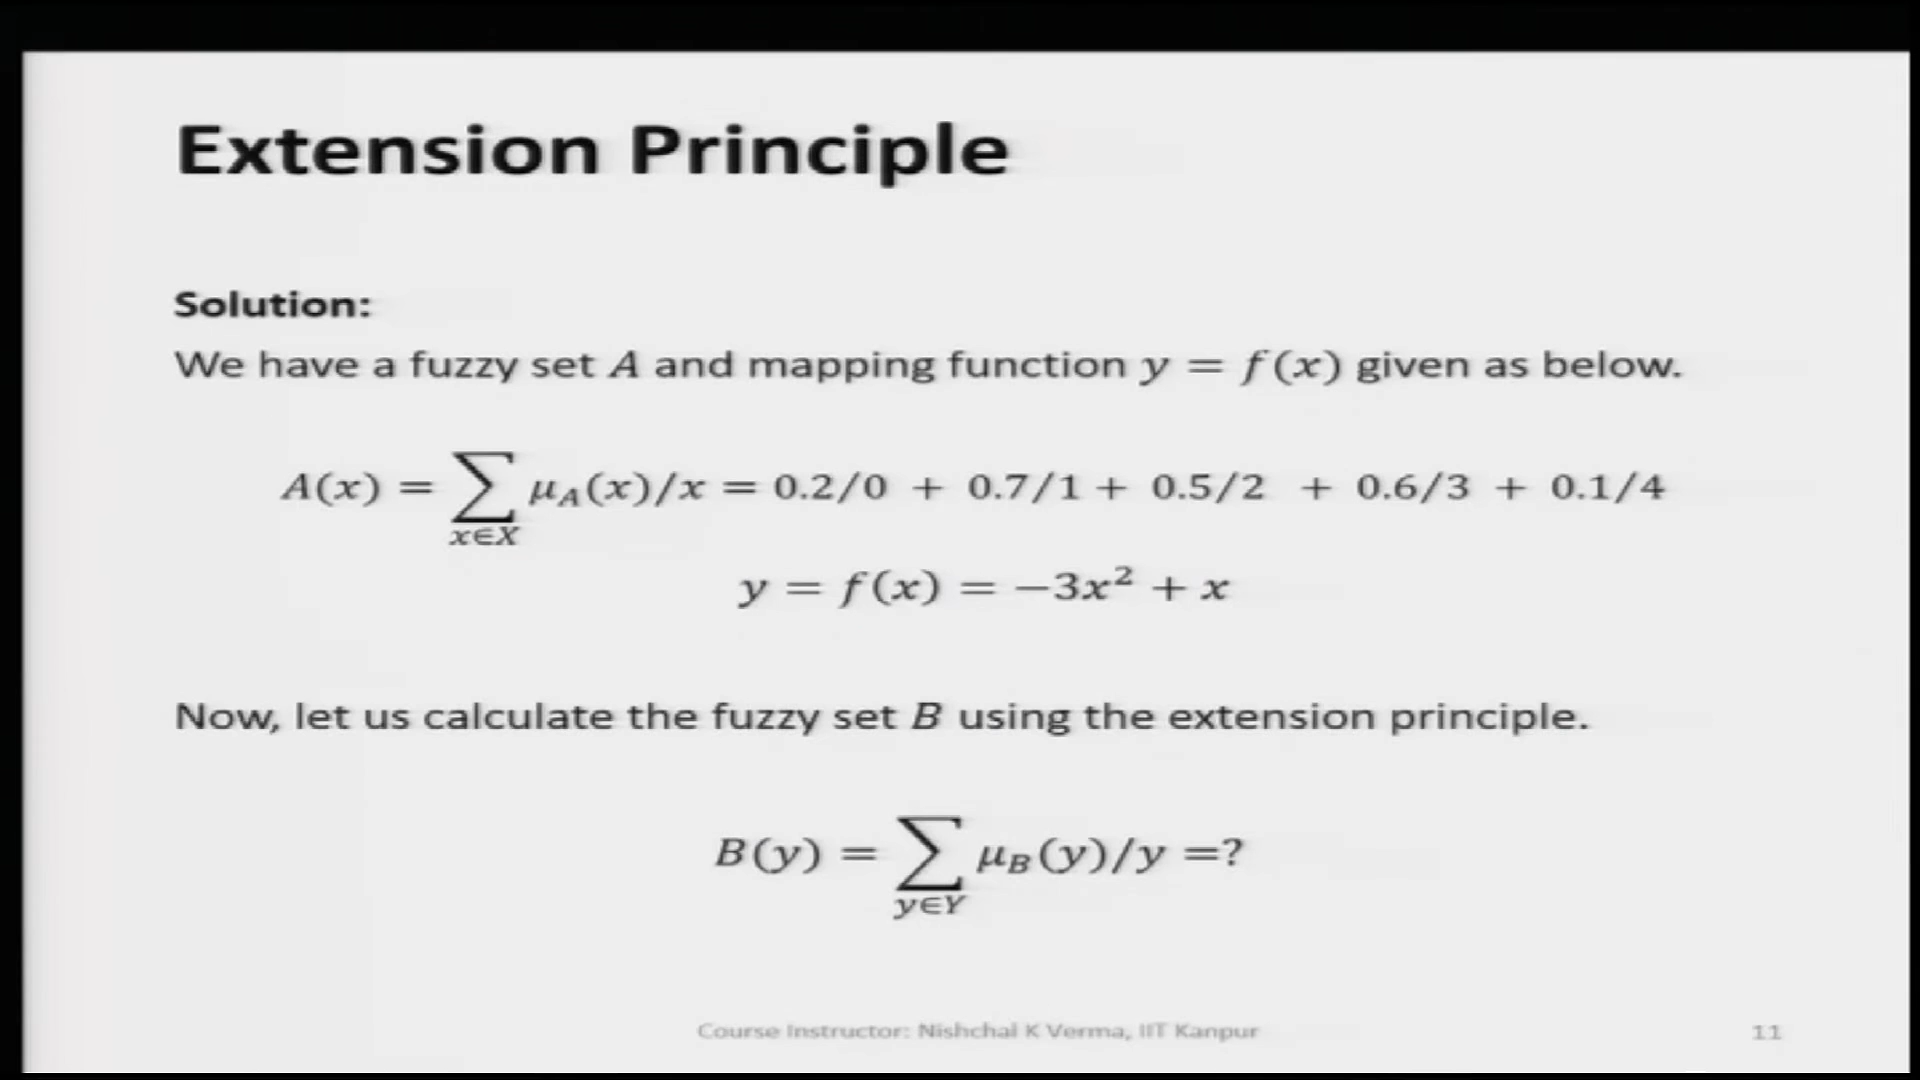 Extension Principle
Solution:
We have a fuzzy set A and mapping function y = f(x) given as below.
A(x) = ∑ μ_A(x)/x = 0.2/0 + 0.7/1 + 0.5/2 + 0.6/3 + 0.1/4
x∈X
y = f(x) = −3x² + x
Now, let us calculate the fuzzy set B using the extension principle.
B(y) = ∑ μ_B(y)/y =?
y∈Y
Course Instructor: Nishchal K Verma, IIT Kanpur 11